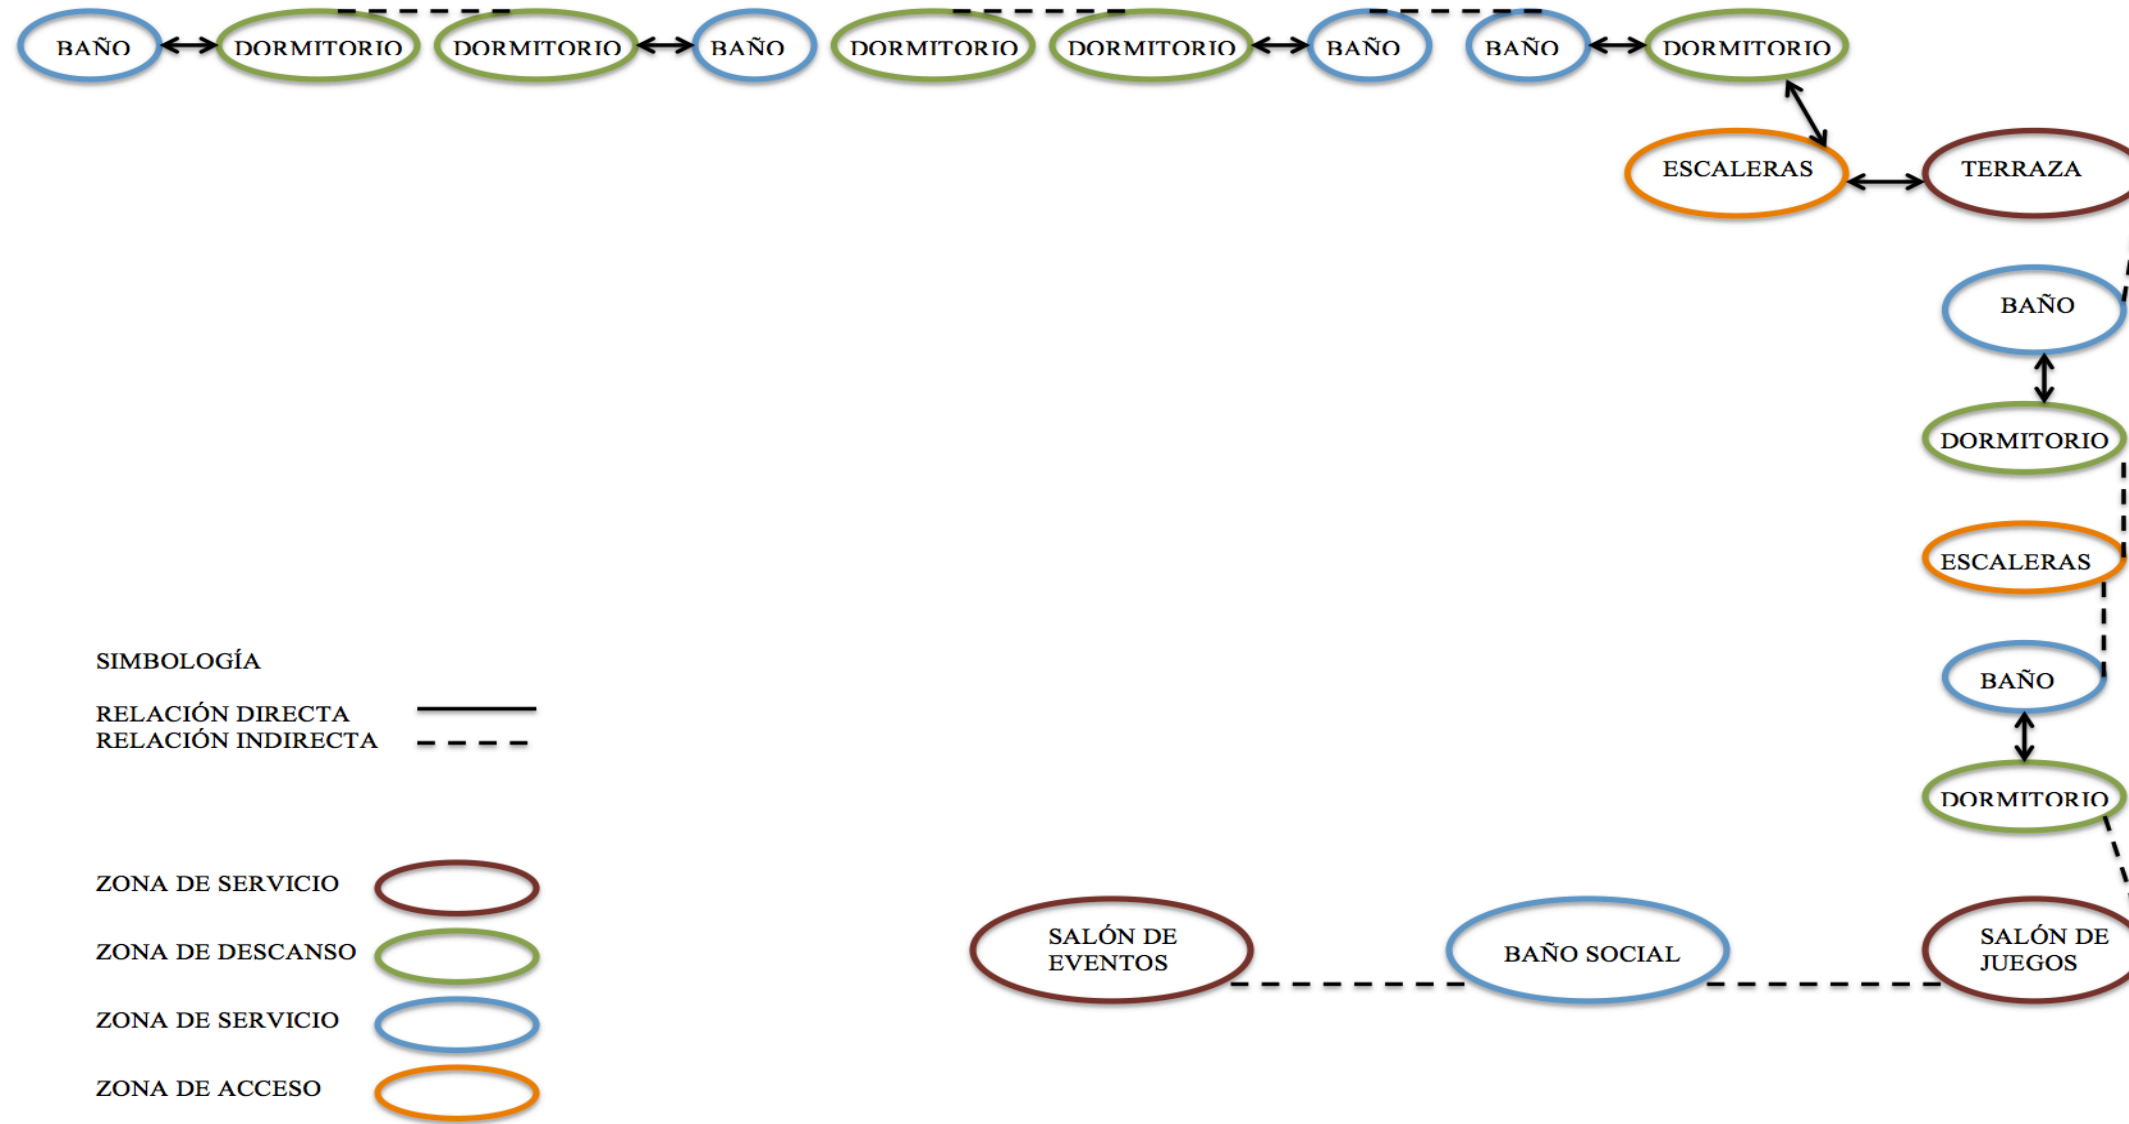 BAÑO
DORMITORIO
DORMITORIO
BAÑO
DORMITORIO
DORMITORIO
BAÑO
BAÑO
DORMITORIO
ESCALERAS
TERRAZA
BAÑO
DORMITORIO
ESCALERAS
BAÑO
DORMITORIO
SALÓN DE
EVENTOS
BAÑO SOCIAL
SALÓN DE
JUEGOS
SIMBOLOGÍA
RELACIÓN DIRECTA
RELACIÓN INDIRECTA
ZONA DE SERVICIO
ZONA DE DESCANSO
ZONA DE SERVICIO
ZONA DE ACCESO